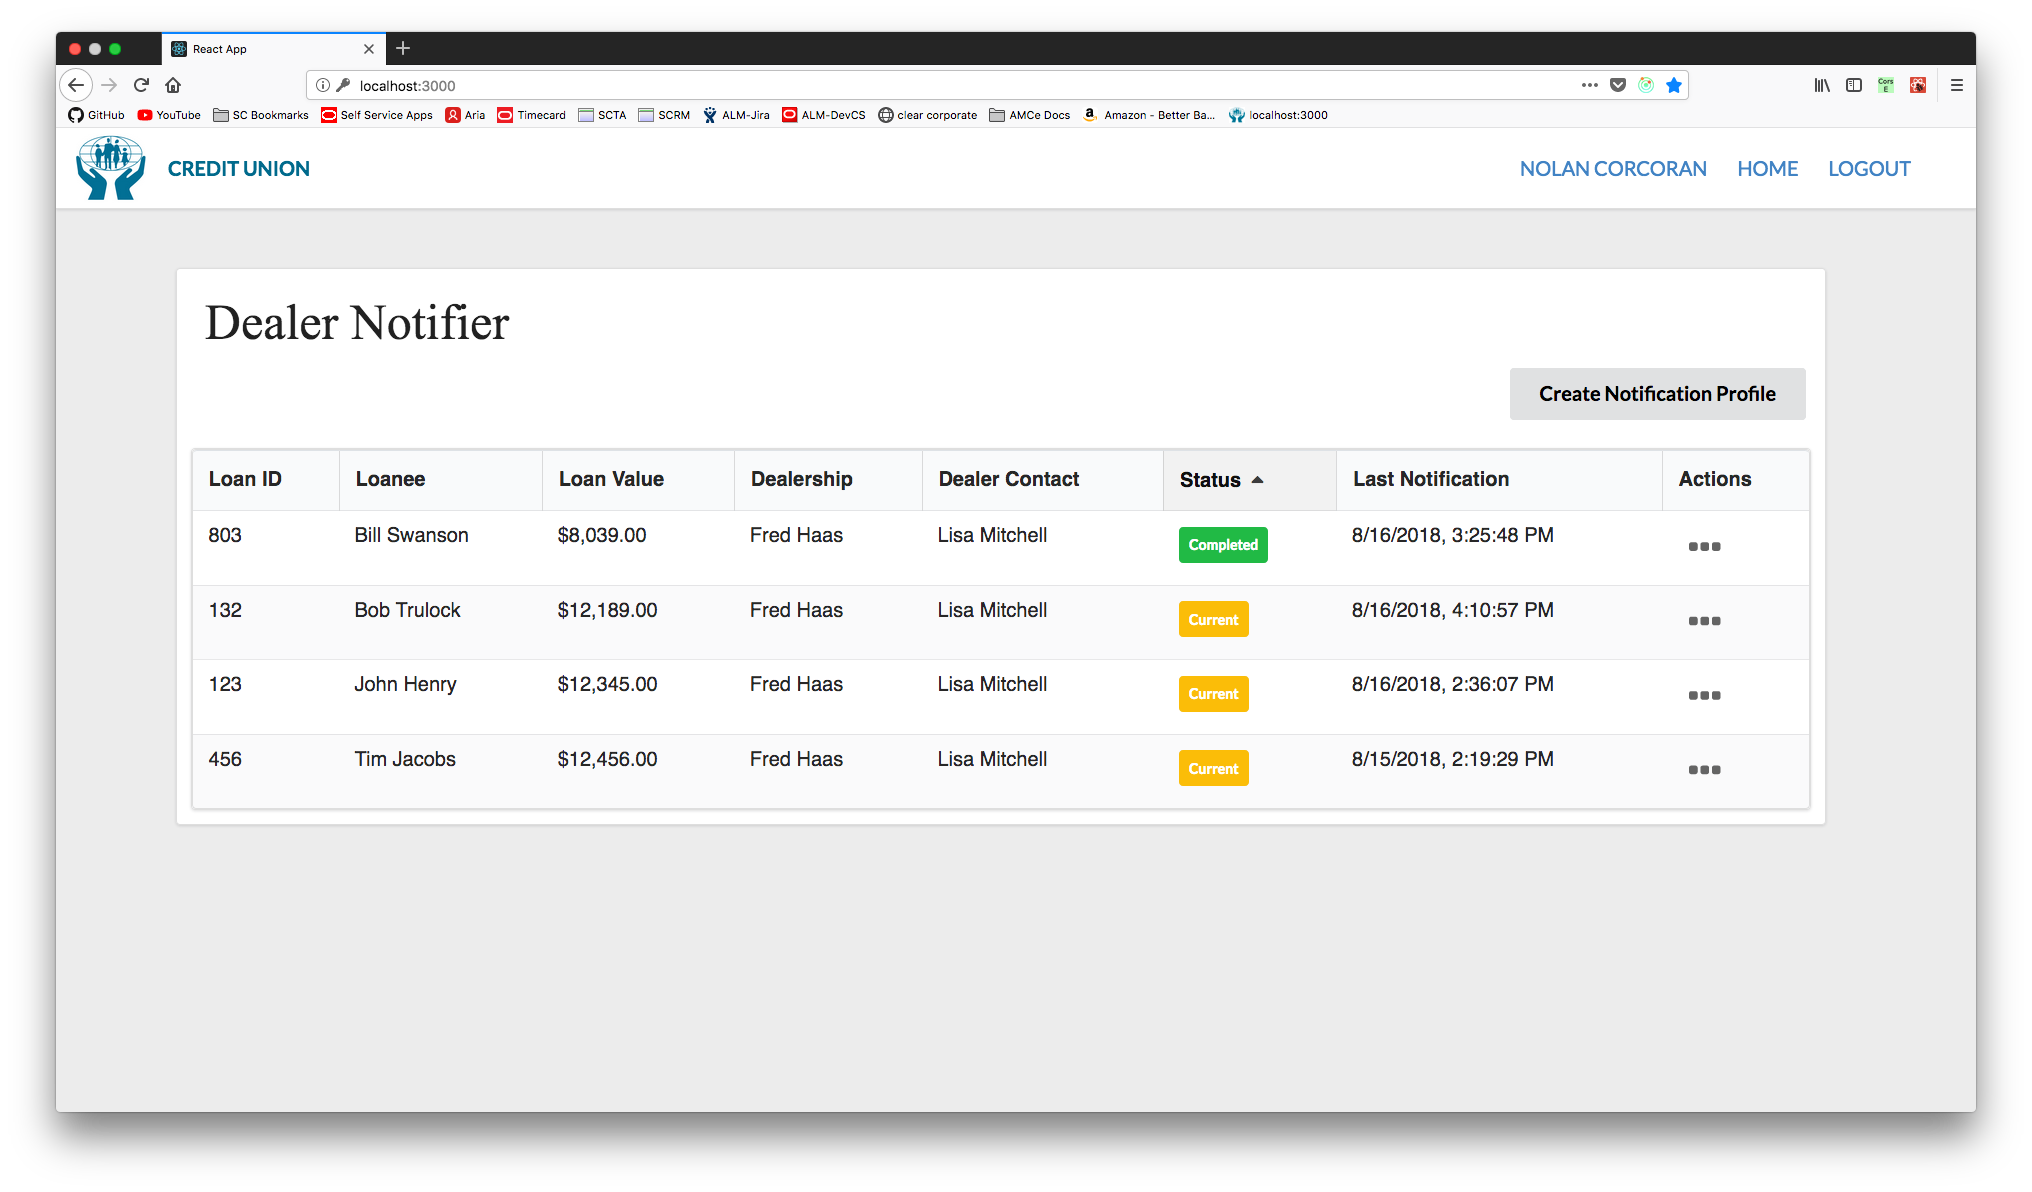 React App
localhost:3000
GitHub YouTube SC Bookmarks Self Service Apps Aria Timecard SCTA SCRM ALM-Jira ALM-DevCS clear corporate AMCe Docs Amazon - Better Ba... localhost:3000
Cors
E
CREDIT UNION NOLAN CORCORAN HOME LOGOUT
Dealer Notifier
Create Notification Profile
Loan ID Loanee Loan Value Dealership Dealer Contact Status Last Notification Actions
803 Bill Swanson $8,039.00 Fred Haas Lisa Mitchell Completed 8/16/2018, 3:25:48 PM
132 Bob Trulock $12,189.00 Fred Haas Lisa Mitchell Current 8/16/2018, 4:10:57 PM
123 John Henry $12,345.00 Fred Haas Lisa Mitchell Current 8/16/2018, 2:36:07 PM
456 Tim Jacobs $12,456.00 Fred Haas Lisa Mitchell Current 8/15/2018, 2:19:29 PM